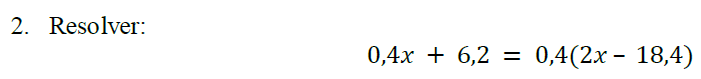 2. Resolver:
0,4x + 6,2 = 0,4(2x – 18,4)